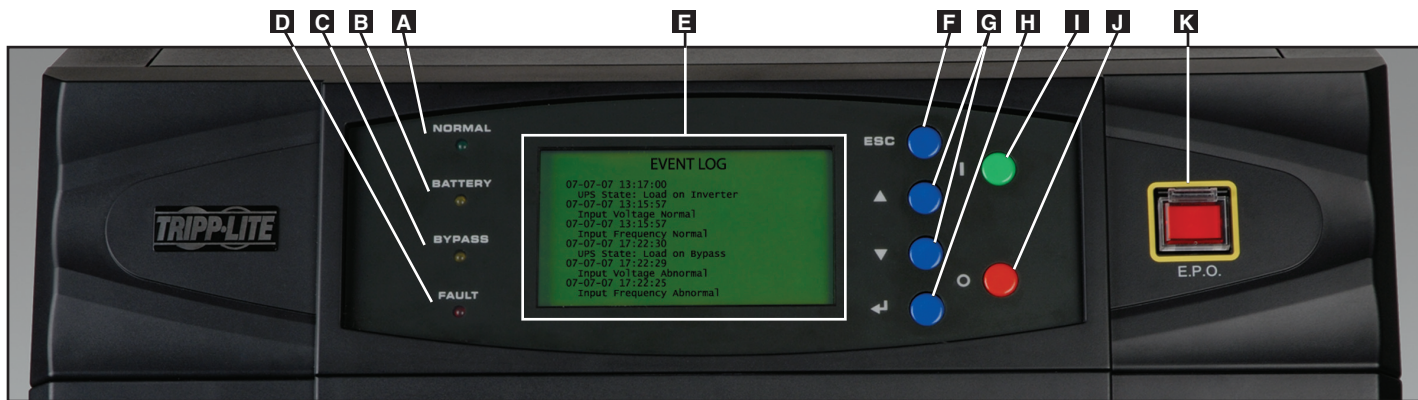 D C B A E F G H I J K
NORMAL
BATTERY
BYPASS
FAULT
TRIPP·LITE
EVENT LOG
07-07-07 13:17:00
UPS State: Load on Inverter
07-07-07 13:15:57
Input Voltage Normal
07-07-07 13:15:57
Input Frequency Normal
07-07-07 17:22:30
UPS State: Load on Bypass
07-07-07 17:22:29
Input Voltage Abnormal
07-07-07 17:22:25
Input Frequency Abnormal
ESC
I
O
E.P.O.